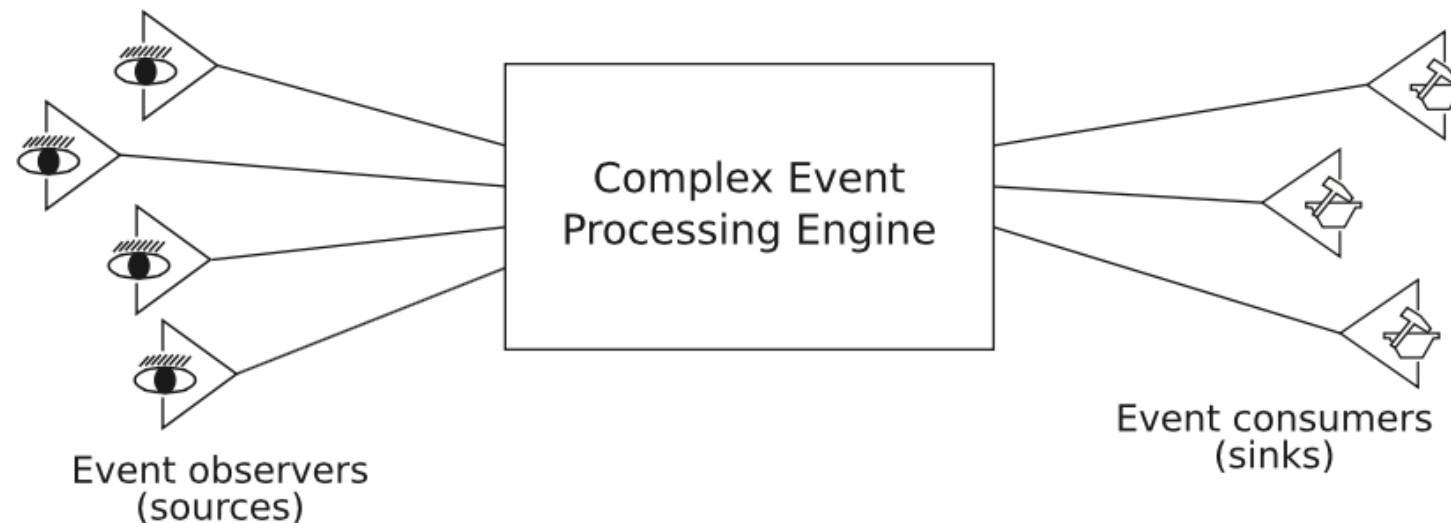 Complex Event
Processing Engine
Event observers
(sources)
Event consumers
(sinks)